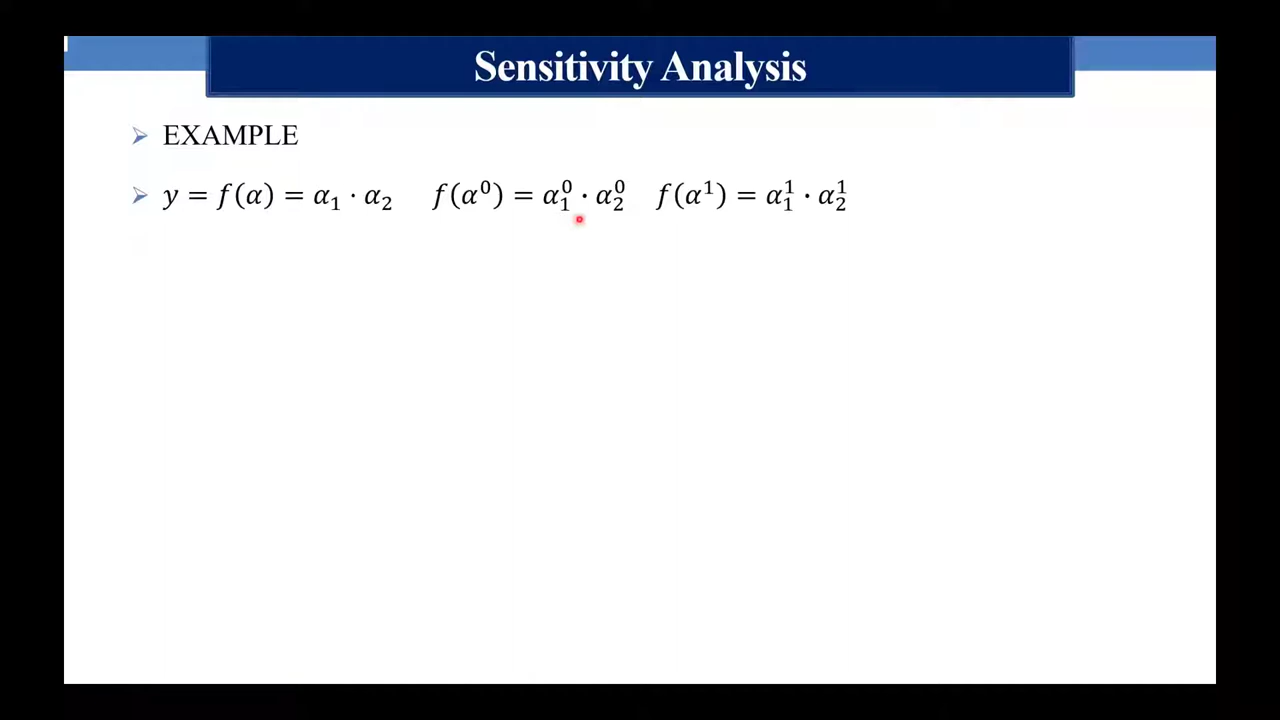 Sensitivity Analysis
EXAMPLE
𝑦 = 𝑓(𝛼) = 𝛼₁ · 𝛼₂ 𝑓(𝛼⁰) = 𝛼₁⁰ · 𝛼₂⁰ 𝑓(𝛼¹) = 𝛼₁¹ · 𝛼₂¹